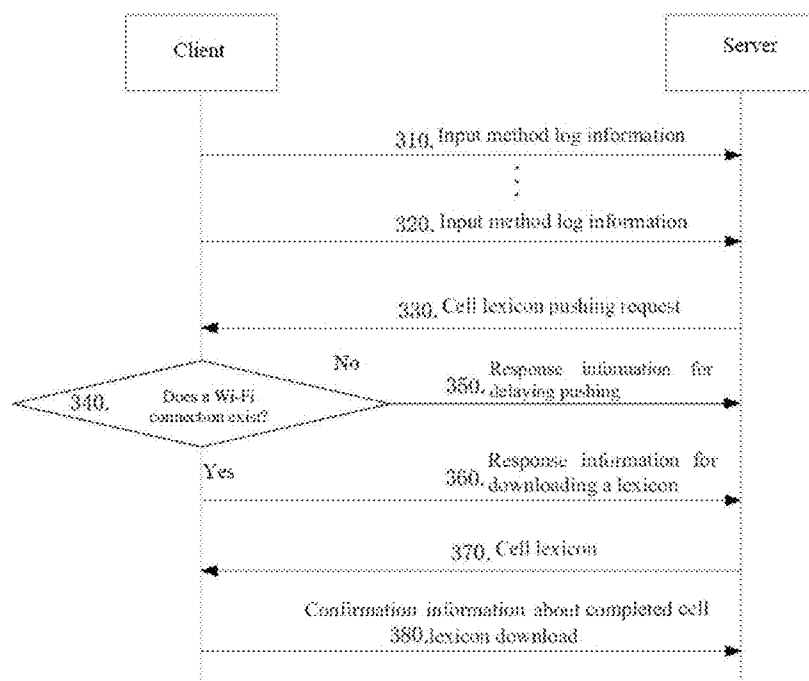 Client
Server
310. Input method log information
320. Input method log information
330. Cell lexicon pushing request
No
340. Does a Wi-Fi
connection exist?
350. Response information for
delaying pushing
Yes
360. Response information for
downloading a lexicon
370. Cell lexicon
Confirmation information about completed cell
380. lexicon download